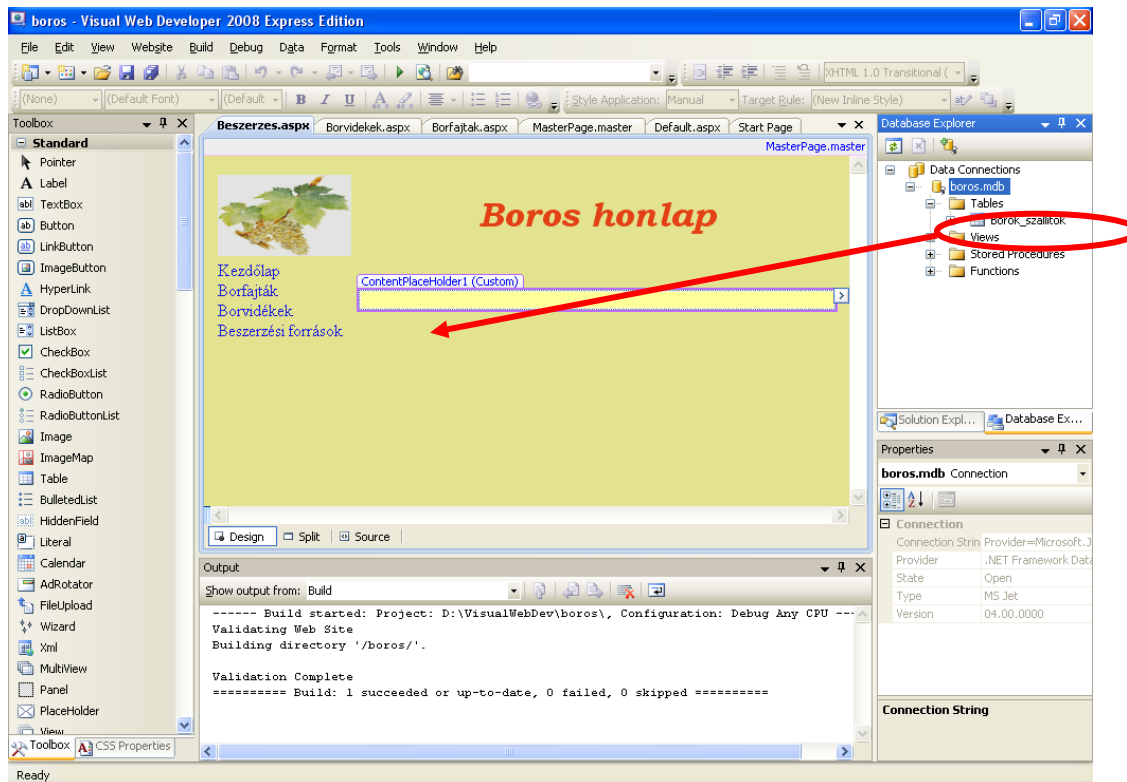 boros - Visual Web Developer 2008 Express Edition
File Edit View Website Build Debug Data Format Tools Window Help
XHTML 1.0 Transitional (
(None) (Default Font) (Default B I U A Style Application: Manual Target Rule: (New Inline Style)
Toolbox
Standard
Pointer
A Label
abl TextBox
ab Button
ab LinkButton
ImageButton
A HyperLink
DropDownList
ListBox
CheckBox
CheckBoxList
RadioButton
RadioButtonList
Image
ImageMap
Table
BulletedList
abl HiddenField
Literal
Calendar
AdRotator
FileUpload
Wizard
Xml
MultiView
Panel
PlaceHolder
View
Toolbox CSS Properties
Beszerzes.aspx Borvidekek.aspx Borfajtak.aspx MasterPage.master Default.aspx Start Page
MasterPage.master
Boros honlap
Kezdőlap
Borfajták
Borvidékek
Beszerzési források
ContentPlaceHolder1 (Custom)
Design Split Source
Output
Show output from: Build
------ Build started: Project: D:\VisualWebDev\boros\, Configuration: Debug Any CPU ---
Validating Web Site
Building directory '/boros/'.
Validation Complete
========== Build: 1 succeeded or up-to-date, 0 failed, 0 skipped ==========
Database Explorer
Data Connections
boros.mdb
Tables
Borok_szallitok
Views
Stored Procedures
Functions
Solution Expl... Database Ex...
Properties
boros.mdb Connection
Connection
Connection Strin Provider=Microsoft.J
Provider .NET Framework Data
State Open
Type MS Jet
Version 04.00.0000
Connection String
Ready